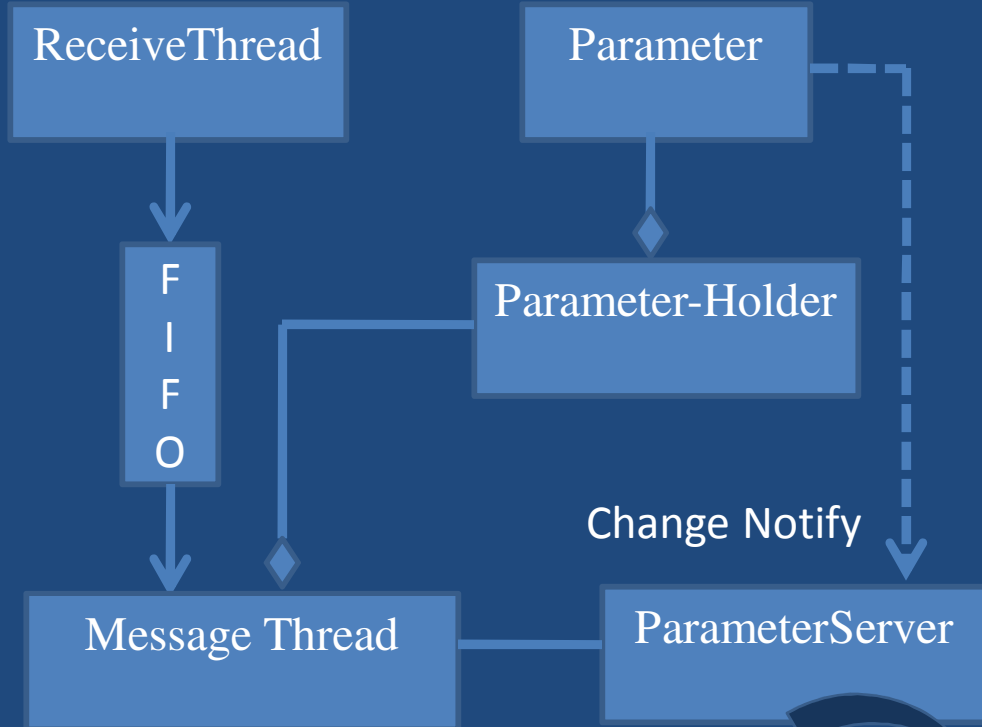 ReceiveThread
Parameter
F
I
F
O
Parameter-Holder
Change Notify
Message Thread
ParameterServer